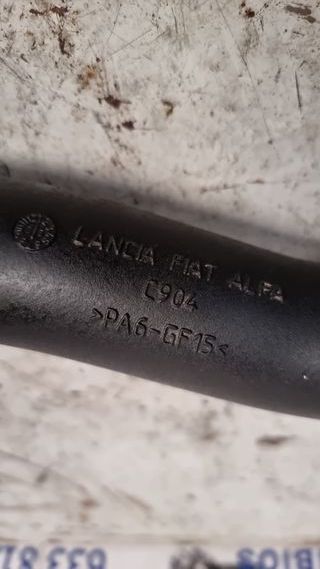 LANCIA FIAT ALFA
C904
>PA6-GF15<